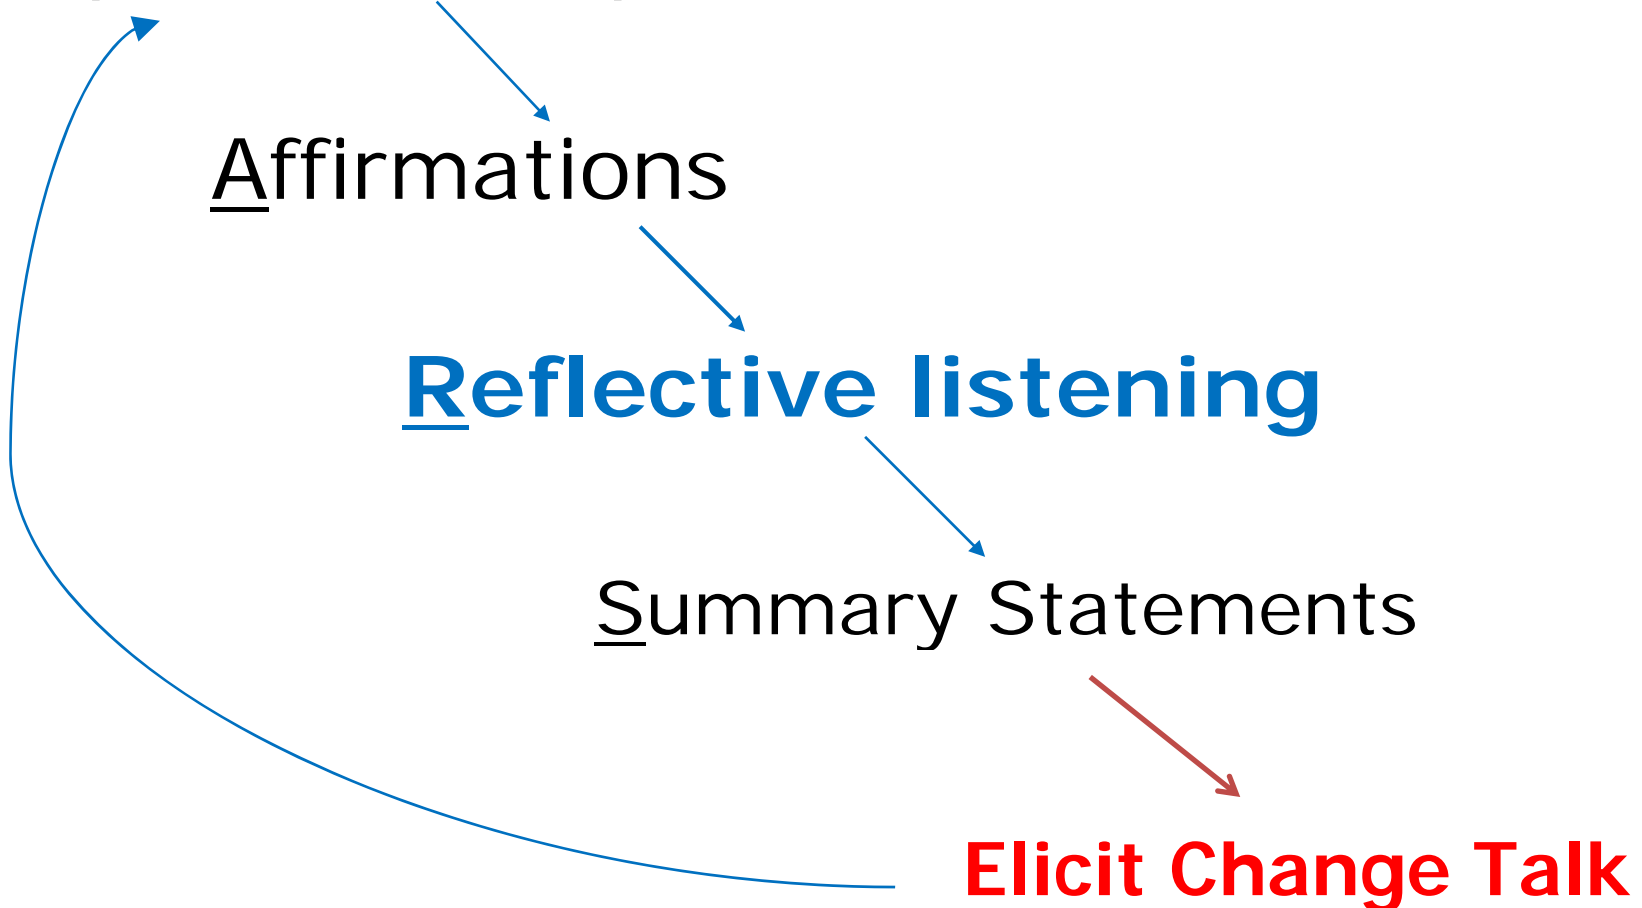 Affirmations
Reflective listening
Summary Statements
Elicit Change Talk